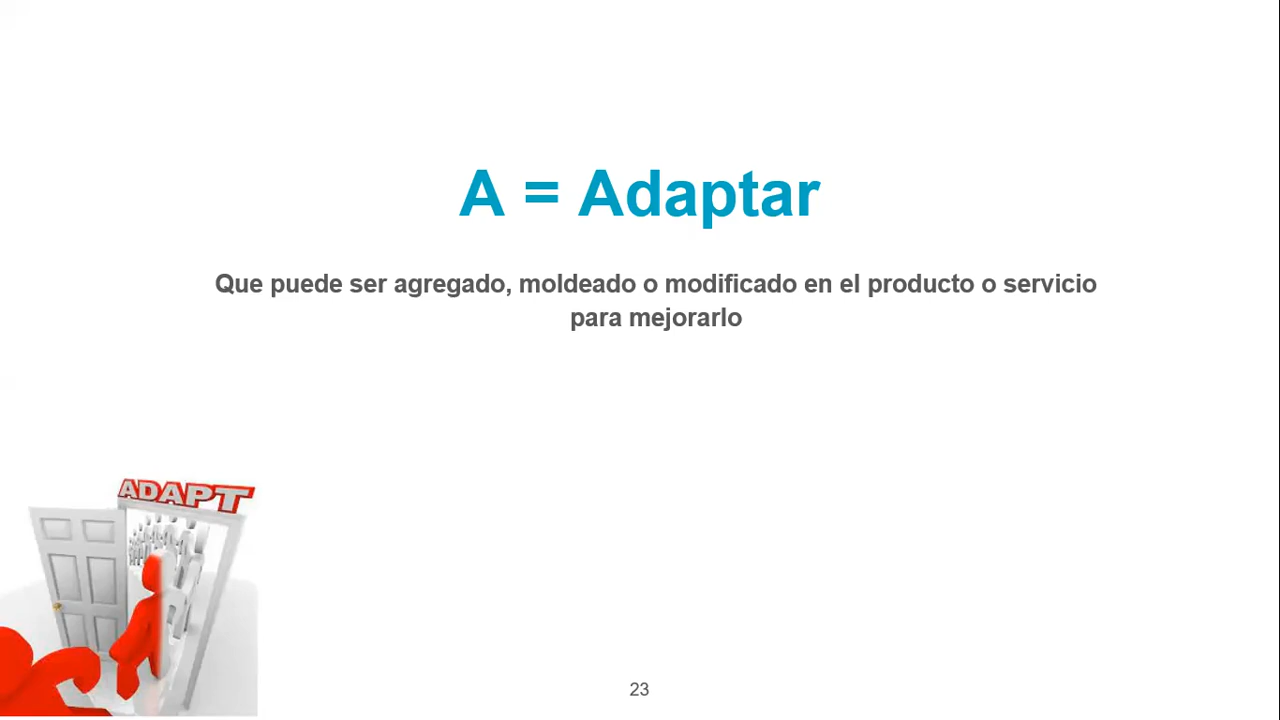 A = Adaptar
Que puede ser agregado, moldeado o modificado en el producto o servicio
para mejorarlo
ADAPT
23